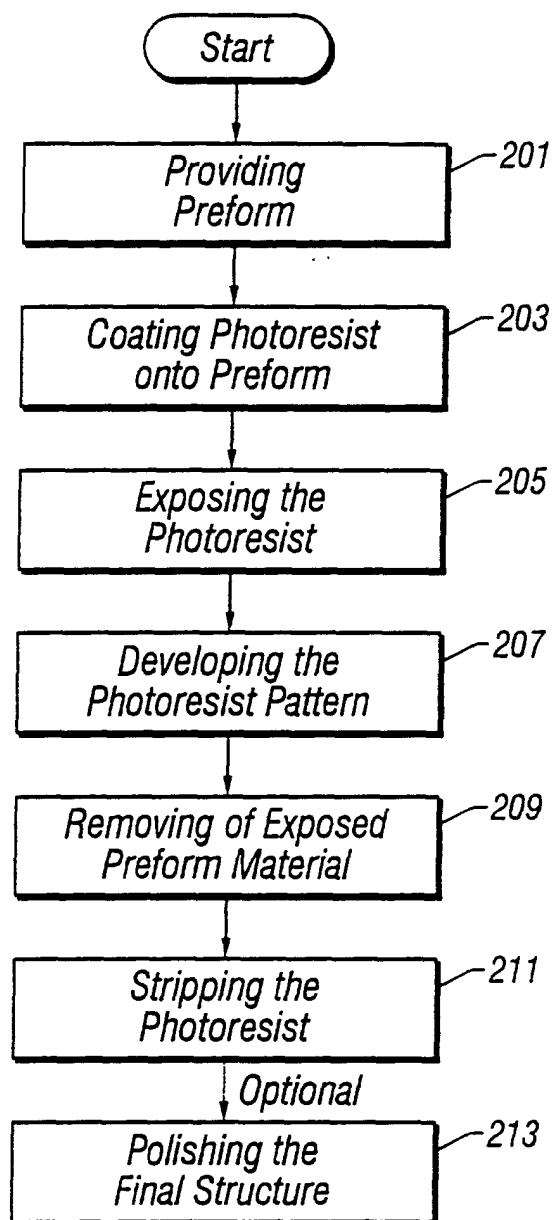 Start
201
Providing
Preform
203
Coating Photoresist
onto Preform
205
Exposing the
Photoresist
207
Developing the
Photoresist Pattern
209
Removing of Exposed
Preform Material
211
Stripping the
Photoresist
Optional
213
Polishing the
Final Structure